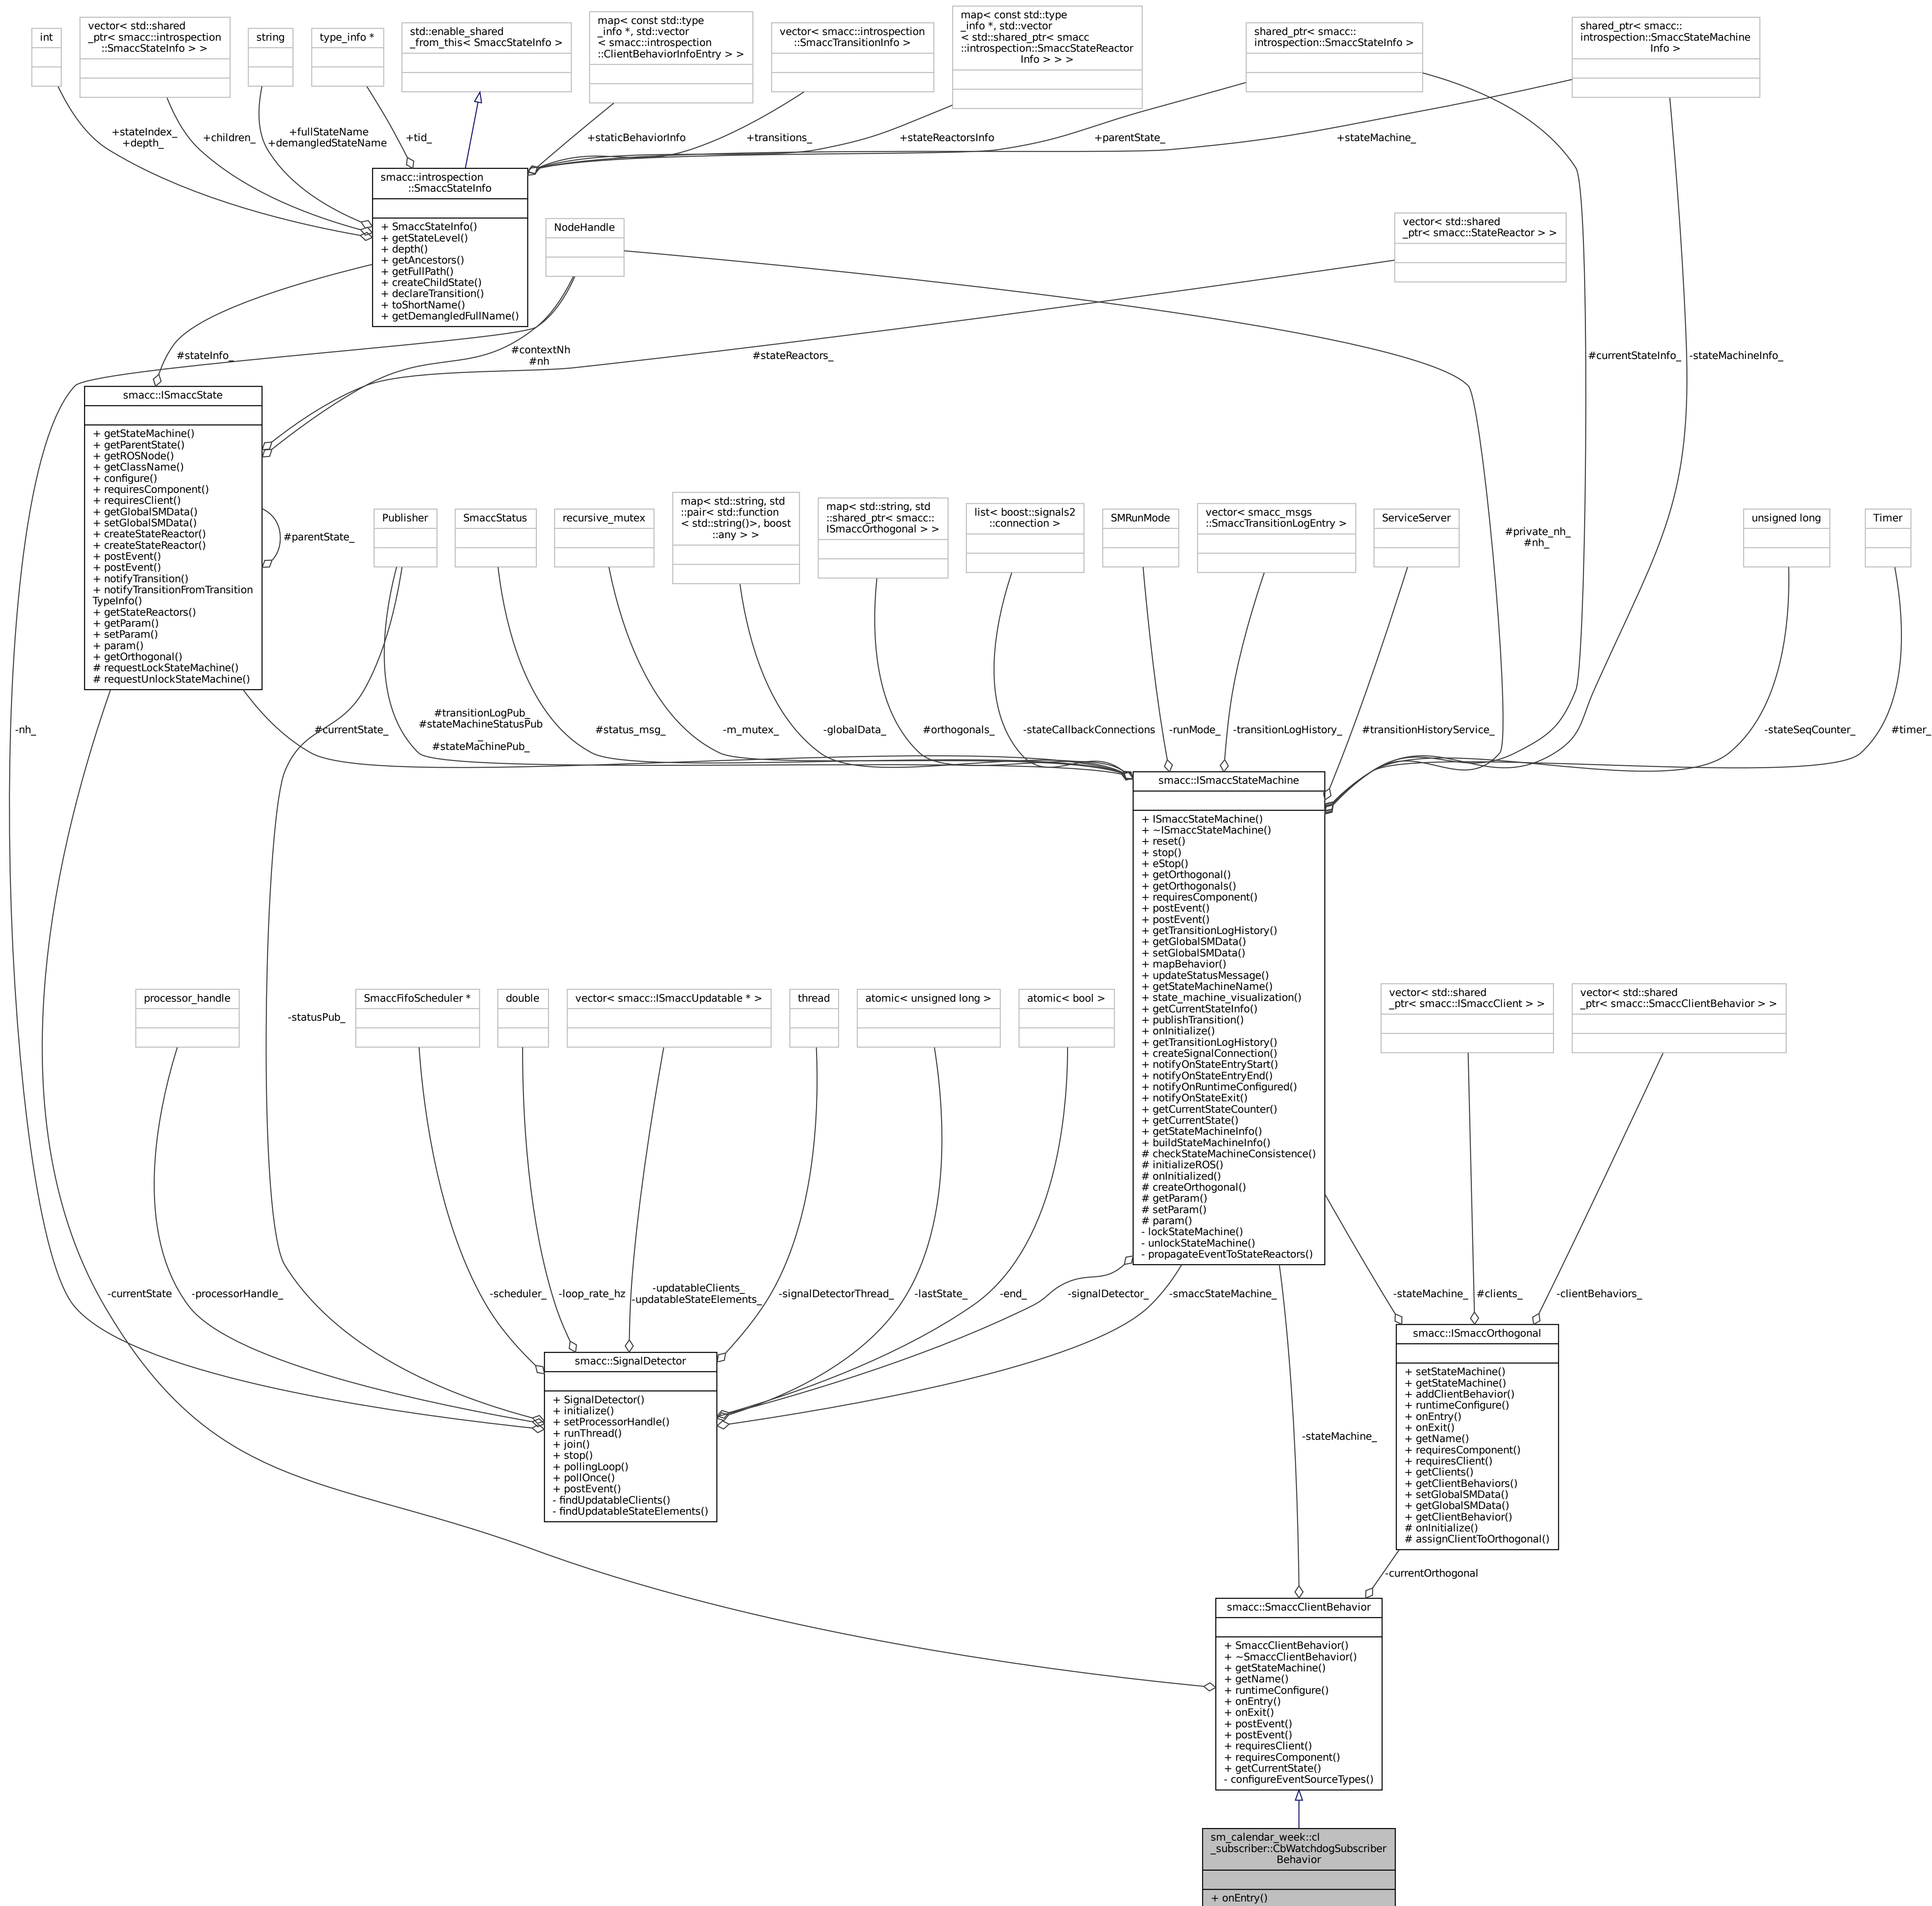 int
vector< std::shared
_ptr< smacc::introspection
::SmaccStateInfo > >
string
type_info *
std::enable_shared
_from_this< SmaccStateInfo >
map< const std::type
_info *, std::vector
< smacc::introspection
::ClientBehaviorInfoEntry > >
vector< smacc::introspection
::SmaccTransitionInfo >
map< const std::type
_info *, std::vector
< std::shared_ptr< smacc
::introspection::SmaccStateReactor
Info > > >
shared_ptr< smacc::
introspection::SmaccStateInfo >
shared_ptr< smacc::
introspection::SmaccStateMachine
Info >
+stateIndex_
+depth_
+children_
+fullStateName
+demangledStateName
+tid_
+staticBehaviorInfo
+transitions_
+stateReactorsInfo
+parentState_
+stateMachine_
smacc::introspection
::SmaccStateInfo
+ SmaccStateInfo()
+ getStateLevel()
+ depth()
+ getAncestors()
+ getFullPath()
+ createChildState()
+ declareTransition()
+ toShortName()
+ getDemangledFullName()
NodeHandle
vector< std::shared
_ptr< smacc::StateReactor > >
#stateInfo_
#contextNh
#nh
#stateReactors_
#currentStateInfo_
-stateMachineInfo_
smacc::ISmaccState
+ getStateMachine()
+ getParentState()
+ getROSNode()
+ getClassName()
+ configure()
+ requiresComponent()
+ requiresClient()
+ getGlobalSMData()
+ setGlobalSMData()
+ createStateReactor()
+ createStateReactor()
+ postEvent()
+ postEvent()
+ notifyTransition()
+ notifyTransitionFromTransition
TypeInfo()
+ getStateReactors()
+ getParam()
+ setParam()
+ param()
+ getOrthogonal()
# requestLockStateMachine()
# requestUnlockStateMachine()
#parentState_
Publisher
SmaccStatus
recursive_mutex
map< std::string, std
::pair< std::function
< std::string()>, boost
::any > >
map< std::string, std
::shared_ptr< smacc::
ISmaccOrthogonal > >
list< boost::signals2
::connection >
SMRunMode
vector< smacc_msgs
::SmaccTransitionLogEntry >
ServiceServer
#private_nh_
#nh_
unsigned long
Timer
-nh_
#currentState_
#transitionLogPub_
#stateMachineStatusPub
_
#stateMachinePub_
#status_msg_
-m_mutex_
-globalData_
#orthogonals_
-stateCallbackConnections
-runMode_
-transitionLogHistory_
#transitionHistoryService_
-stateSeqCounter_
#timer_
smacc::ISmaccStateMachine
+ ISmaccStateMachine()
+ ~ISmaccStateMachine()
+ reset()
+ stop()
+ eStop()
+ getOrthogonal()
+ getOrthogonals()
+ requiresComponent()
+ postEvent()
+ postEvent()
+ getTransitionLogHistory()
+ getGlobalSMData()
+ setGlobalSMData()
+ mapBehavior()
+ updateStatusMessage()
+ getStateMachineName()
+ state_machine_visualization()
+ getCurrentStateInfo()
+ publishTransition()
+ onInitialize()
+ getTransitionLogHistory()
+ createSignalConnection()
+ notifyOnStateEntryStart()
+ notifyOnStateEntryEnd()
+ notifyOnRuntimeConfigured()
+ notifyOnStateExit()
+ getCurrentStateCounter()
+ getCurrentState()
+ getStateMachineInfo()
+ buildStateMachineInfo()
# checkStateMachineConsistence()
# initializeROS()
# onInitialized()
# createOrthogonal()
# getParam()
# setParam()
# param()
- lockStateMachine()
- unlockStateMachine()
- propagateEventToStateReactors()
processor_handle
-statusPub_
SmaccFifoScheduler *
double
vector< smacc::ISmaccUpdatable * >
thread
atomic< unsigned long >
atomic< bool >
vector< std::shared
_ptr< smacc::ISmaccClient > >
vector< std::shared
_ptr< smacc::SmaccClientBehavior > >
-currentState
-processorHandle_
-scheduler_
-loop_rate_hz
-updatableClients_
-updatableStateElements_
-signalDetectorThread_
-lastState_
-end_
-signalDetector_
-smaccStateMachine_
-stateMachine_
#clients_
-clientBehaviors_
smacc::SignalDetector
+ SignalDetector()
+ initialize()
+ setProcessorHandle()
+ runThread()
+ join()
+ stop()
+ pollingLoop()
+ pollOnce()
+ postEvent()
- findUpdatableClients()
- findUpdatableStateElements()
-stateMachine_
smacc::ISmaccOrthogonal
+ setStateMachine()
+ getStateMachine()
+ addClientBehavior()
+ runtimeConfigure()
+ onEntry()
+ onExit()
+ getName()
+ requiresComponent()
+ requiresClient()
+ getClients()
+ getClientBehaviors()
+ setGlobalSMData()
+ getGlobalSMData()
+ getClientBehavior()
# onInitialize()
# assignClientToOrthogonal()
-currentOrthogonal
smacc::SmaccClientBehavior
+ SmaccClientBehavior()
+ ~SmaccClientBehavior()
+ getStateMachine()
+ getName()
+ runtimeConfigure()
+ onEntry()
+ onExit()
+ postEvent()
+ postEvent()
+ requiresClient()
+ requiresComponent()
+ getCurrentState()
- configureEventSourceTypes()
sm_calendar_week::cl
_subscriber::CbWatchdogSubscriber
Behavior
+ onEntry()